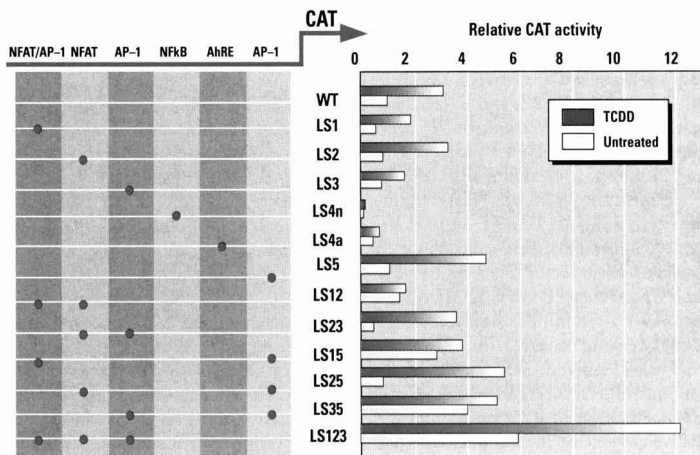 CAT
NFAT/AP–1 NFAT AP–1 NFkB AhRE AP–1
Relative CAT activity
0 2 4 6 8 10 12
WT
LS1
LS2
LS3
LS4n
LS4a
LS5
LS12
LS23
LS15
LS25
LS35
LS123
TCDD
Untreated